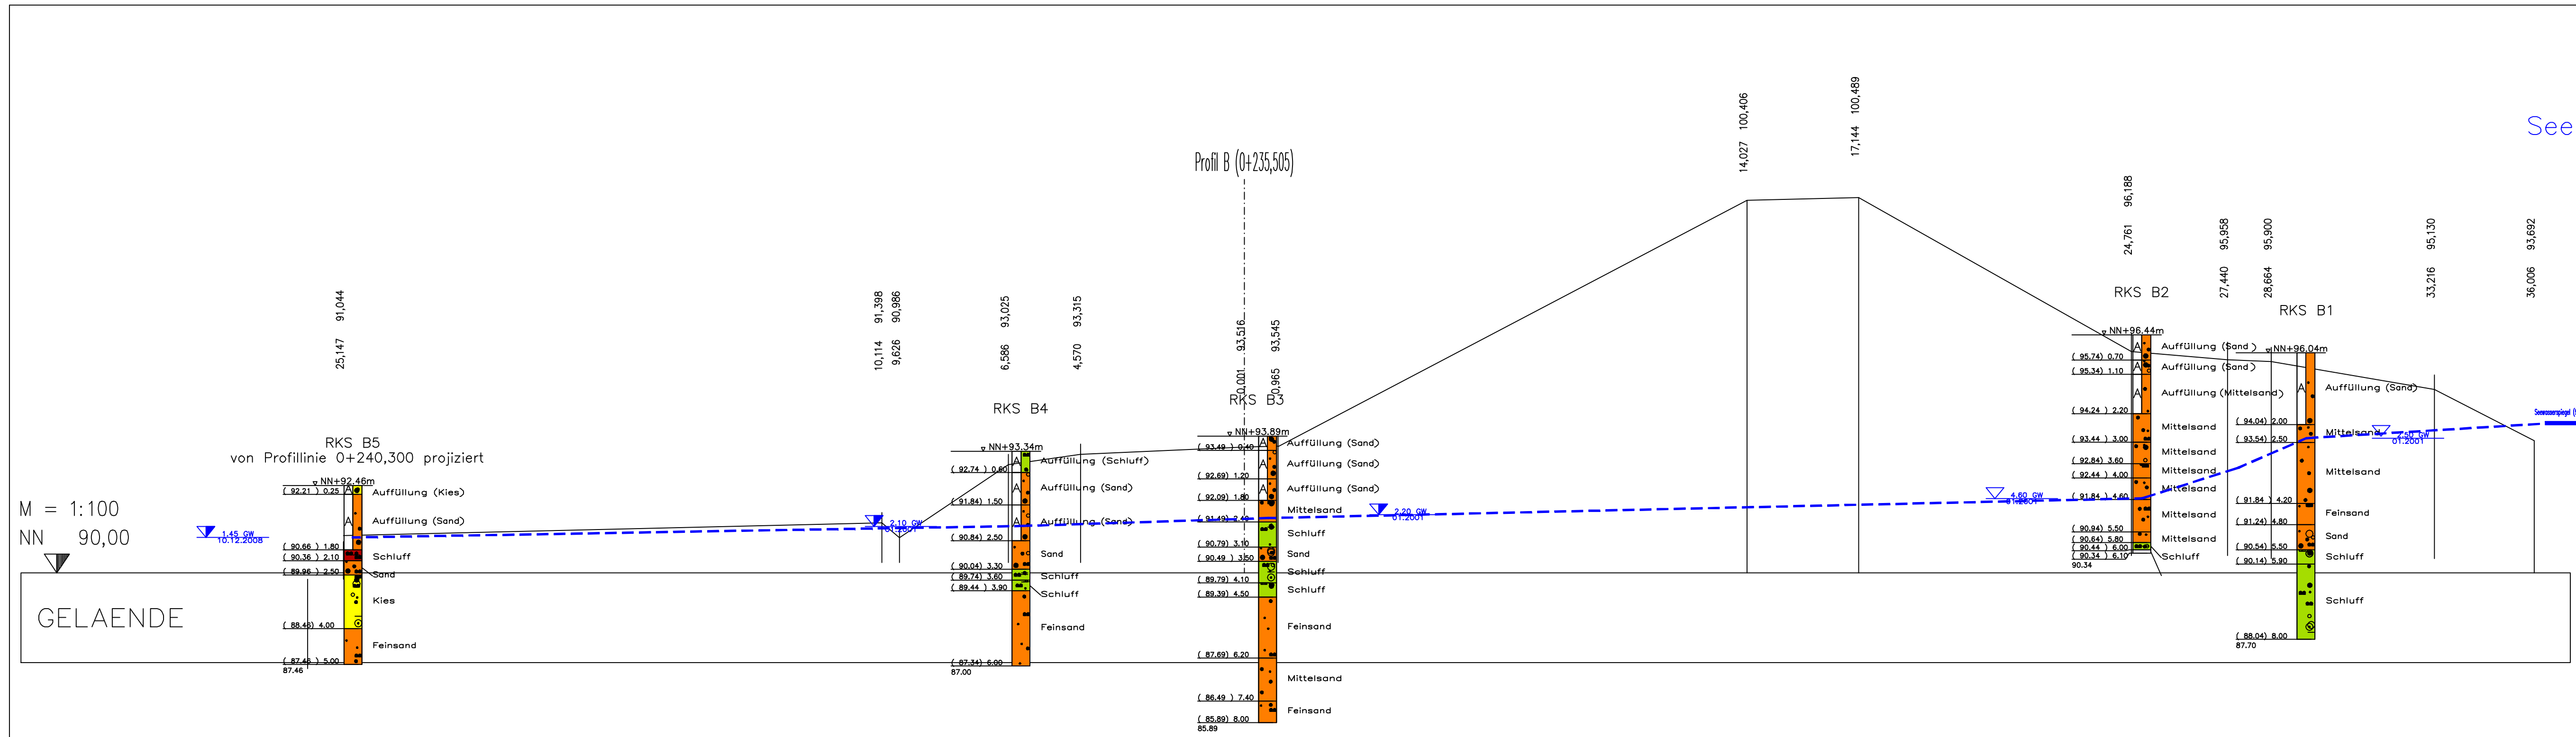 See
Profil B (0+235,505)
14,027 100,406
17,144 100,489
24,761 96,188
27,440 95,958
28,664 95,900
33,216 95,130
36,006 93,692
25,147 91,044
10,114 91,398
9,626 90,986
6,586 93,025
4,570 93,315
0,001 93,516
0,965 93,545
RKS B5
von Profillinie 0+240,300 projiziert
NN+92.46m
( 92.21 ) 0.25
Auffüllung (Kies)
Auffüllung (Sand)
( 90.66 ) 1.80
Schluff
( 90.36 ) 2.10
Sand
( 89.96 ) 2.50
Kies
( 88.46) 4.00
Feinsand
( 87.46 ) 5.00
87.46
1.45 GW
10.12.2008
M = 1:100
NN 90,00
GELAENDE
RKS B4
NN+93.34m
Auffüllung (Schluff)
( 92.74 ) 0.60
Auffüllung (Sand)
( 91.84) 1.50
Auffüllung (Sand)
( 90.84) 2.50
Sand
( 90.04) 3.30
Schluff
( 89.74) 3.60
Schluff
( 89.44 ) 3.90
Feinsand
( 87.34) 6.00
87.00
2.10 GW
01.2001
RKS B3
NN+93.89m
Auffüllung (Sand)
( 93.49 ) 0.40
Auffüllung (Sand)
( 92.69) 1.20
Auffüllung (Sand)
( 92.09) 1.80
Mittelsand
( 91.49) 2.40
Schluff
( 90.79) 3.10
Sand
( 90.49 ) 3.50
Schluff
( 89.79) 4.10
Schluff
( 89.39) 4.50
Feinsand
( 87.69) 6.20
Mittelsand
( 86.49 ) 7.40
Feinsand
( 85.89) 8.00
85.89
2.20 GW
01.2001
RKS B2
NN+96.44m
Auffüllung (Sand )
( 95.74) 0.70
Auffüllung (Sand)
( 95.34) 1.10
Auffüllung (Mittelsand)
( 94.24 ) 2.20
Mittelsand
( 93.44 ) 3.00
Mittelsand
( 92.84) 3.60
Mittelsand
( 92.44 ) 4.00
Mittelsand
( 91.84 ) 4.60
Mittelsand
( 90.94) 5.50
Mittelsand
( 90.64) 5.80
( 90.44 ) 6.00
Schluff
( 90.34 ) 6.10
90.34
4.60 GW
01.2001
RKS B1
NN+96.04m
Auffüllung (Sand)
( 94.04) 2.00
Mittelsand
( 93.54) 2.50
Mittelsand
( 91.84 ) 4.20
Feinsand
( 91.24) 4.80
Sand
( 90.54) 5.50
Schluff
( 90.14) 5.90
Schluff
( 88.04) 8.00
87.70
2.50 GW
01.2001
Seewasserspiegel (